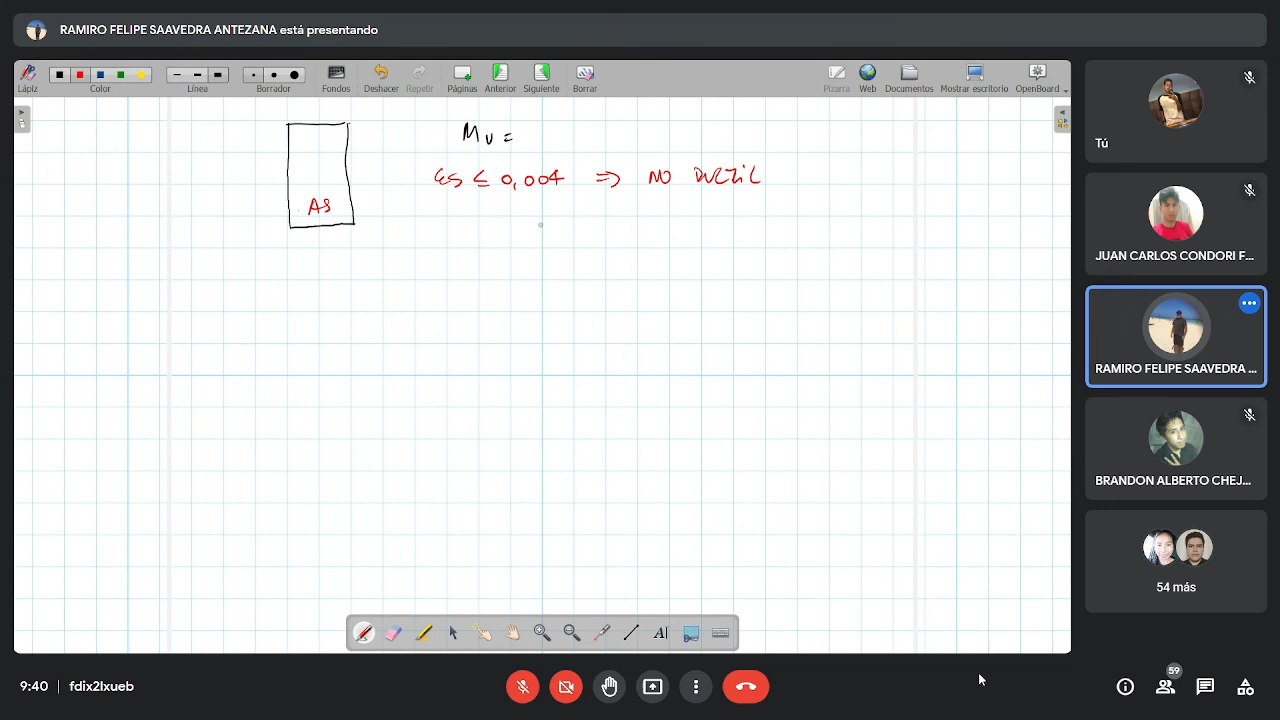 RAMIRO FELIPE SAAVEDRA ANTEZANA está presentando
Lápiz
Color
Línea
Borrador
Fondos
Deshacer
Repetir
Páginas
Anterior
Siguiente
Borrar
Pizarra
Web
Documentos
Mostrar escritorio
OpenBoard
Mu =
εs ≤ 0,004 ⇒ NO DUCTIL
AS
Tú
JUAN CARLOS CONDORI F...
RAMIRO FELIPE SAAVEDRA ...
BRANDON ALBERTO CHEJ...
54 más
9:40 | fdix2lxueb
59